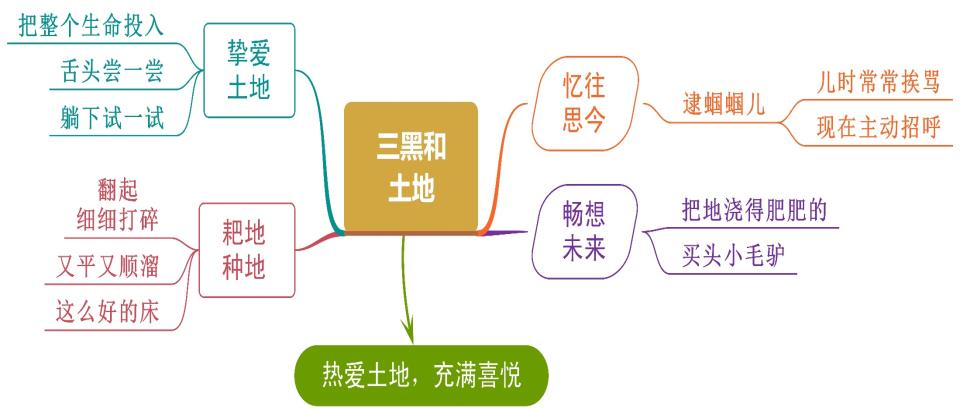 三黑和
土地
挚爱
土地
把整个生命投入
舌头尝一尝
躺下试一试
耙地
种地
翻起
细细打碎
又平又顺溜
这么好的床
忆往
思今
逮蝈蝈儿
儿时常常挨骂
现在主动招呼
畅想
未来
把地浇得肥肥的
买头小毛驴
热爱土地，充满喜悦